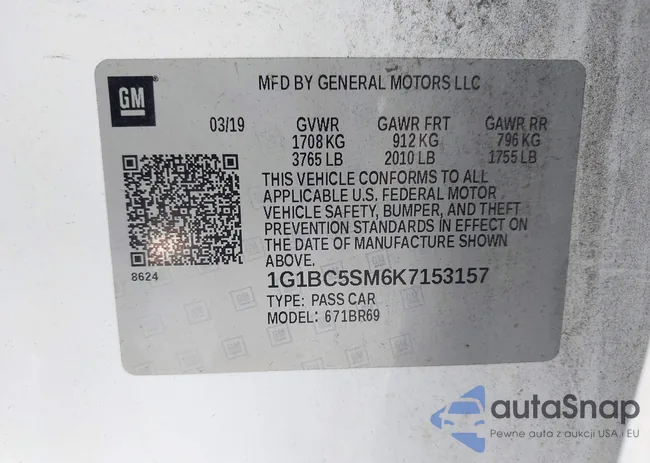 GM
MFD BY GENERAL MOTORS LLC
03/19 GVWR GAWR FRT GAWR RR
1708 KG 912 KG 796 KG
3765 LB 2010 LB 1755 LB
THIS VEHICLE CONFORMS TO ALL
APPLICABLE U.S. FEDERAL MOTOR
VEHICLE SAFETY, BUMPER, AND THEFT
PREVENTION STANDARDS IN EFFECT ON
THE DATE OF MANUFACTURE SHOWN
ABOVE.
8624
1G1BC5SM6K7153157
TYPE: PASS CAR
MODEL: 671BR69
autaSnap
Pewne auta z aukcji USA i EU